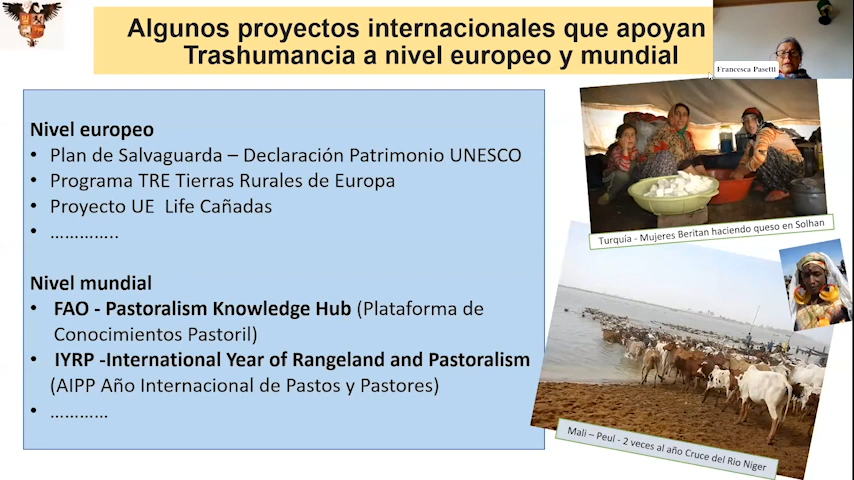 Algunos proyectos internacionales que apoyan
Trashumancia a nivel europeo y mundial
Francesca Pasetti
Nivel europeo
• Plan de Salvaguarda – Declaración Patrimonio UNESCO
• Programa TRE Tierras Rurales de Europa
• Proyecto UE Life Cañadas
• …………..
Nivel mundial
• FAO - Pastoralism Knowledge Hub (Plataforma de
Conocimientos Pastoril)
• IYRP -International Year of Rangeland and Pastoralism
(AIPP Año Internacional de Pastos y Pastores)
• …………
Turquía - Mujeres Beritan haciendo queso en Solhan
Mali – Peul - 2 veces al año Cruce del Rio Niger